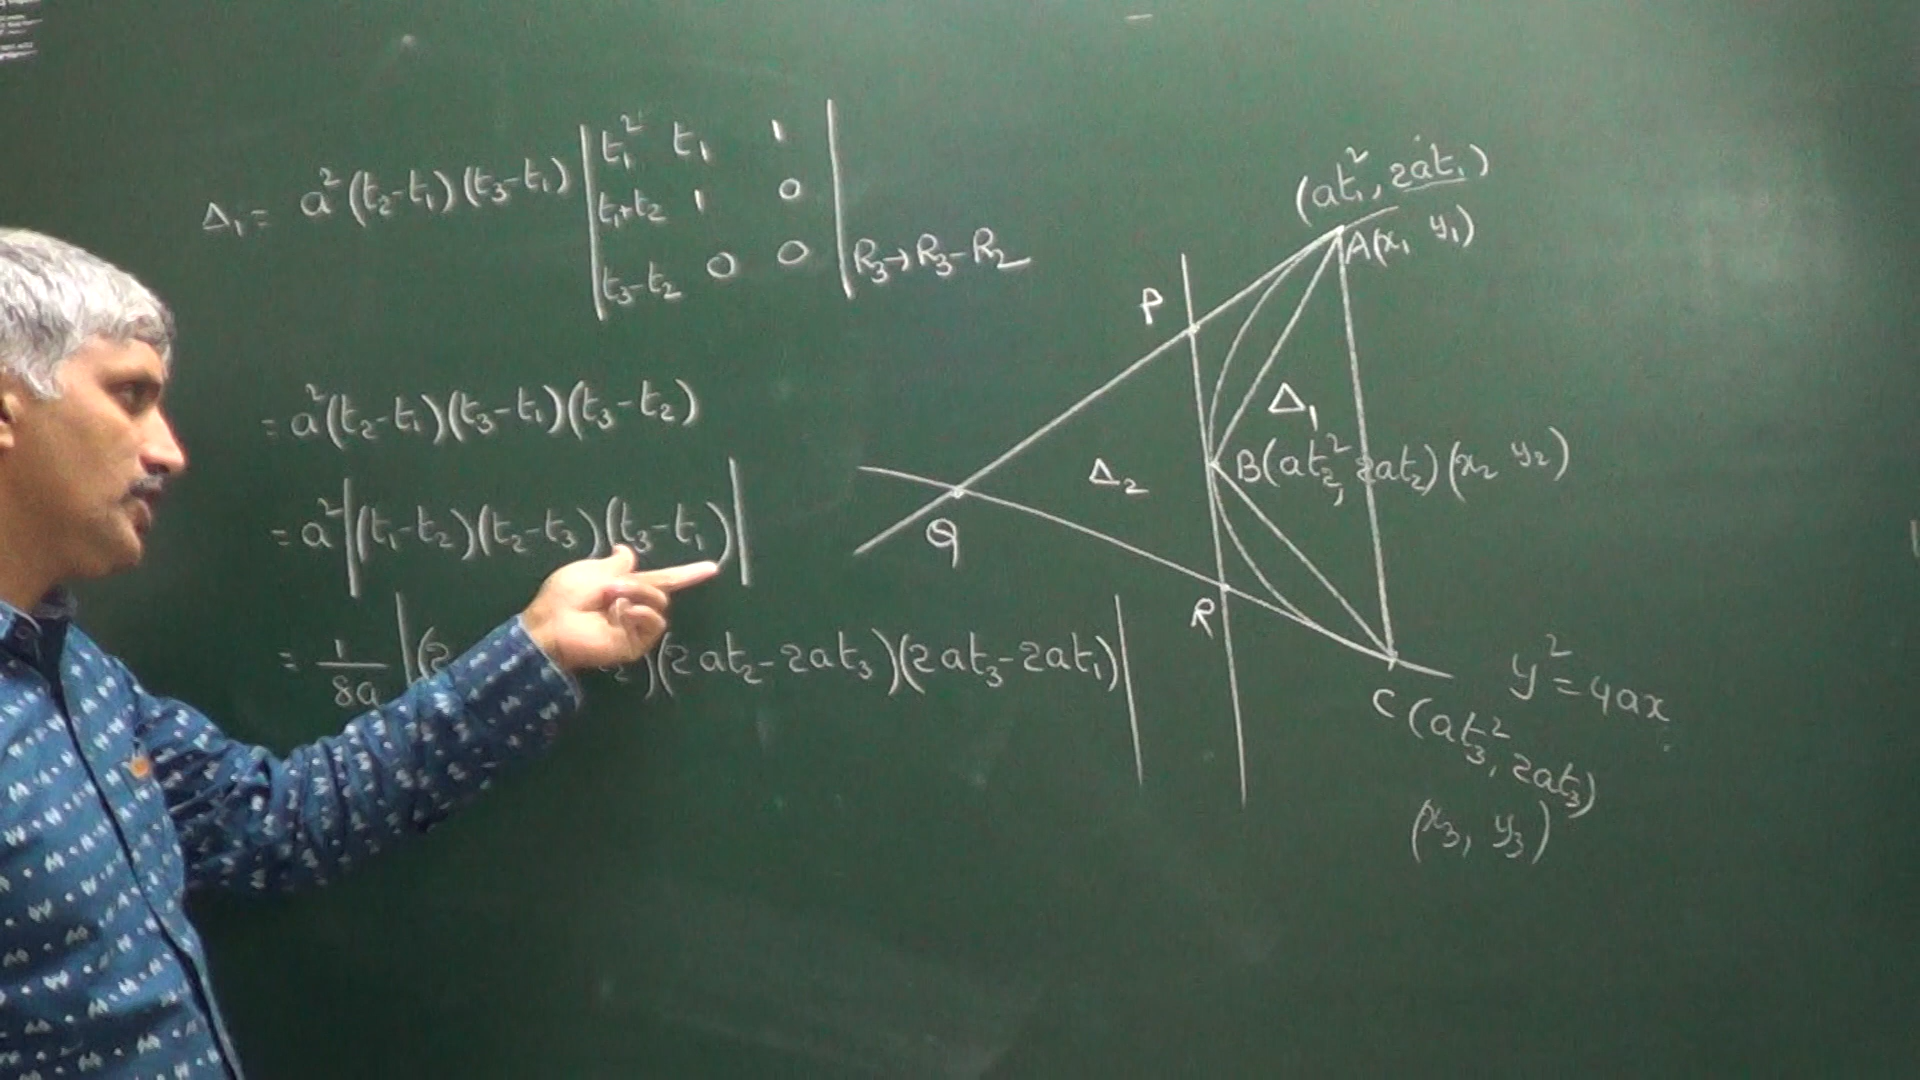 Δ₁ = a²(t₂-t₁)(t₃-t₁) | t₁² t₁ 1 |
| t₁+t₂ 1 0 |
| t₃-t₂ 0 0 | R₃→R₃-R₂
= a²(t₂-t₁)(t₃-t₁)(t₃-t₂)
= a²|(t₁-t₂)(t₂-t₃)(t₃-t₁)|
= 1/8a |(2 ₂)(2at₂-2at₃)(2at₃-2at₁)|
(at₁², 2at₁)
A(x₁ y₁)
P
Δ₁
B(at₂², 2at₂)(x₂ y₂)
Δ₂
Q
R
y²=4ax
C(at₃², 2at₃)
(x₃, y₃)